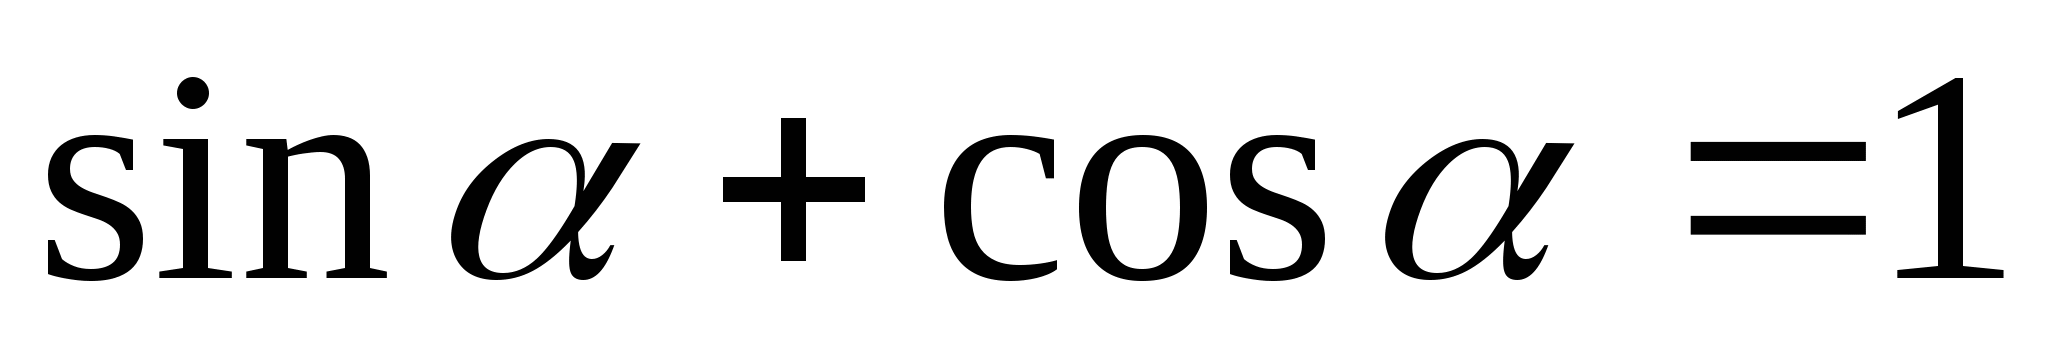 sin α + cos α = 1